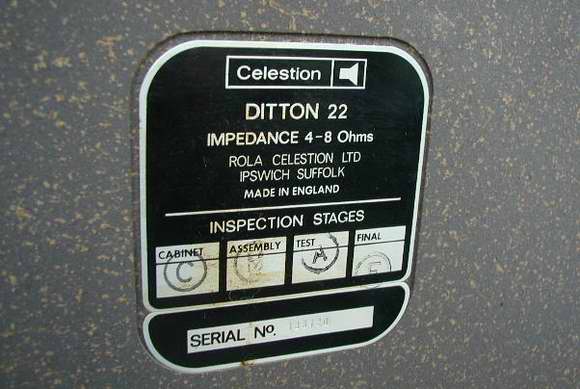 Celestion
DITTON 22
IMPEDANCE 4-8 Ohms
ROLA CELESTION LTD
IPSWICH SUFFOLK
MADE IN ENGLAND
INSPECTION STAGES
CABINET ASSEMBLY TEST FINAL
C A F
SERIAL No.